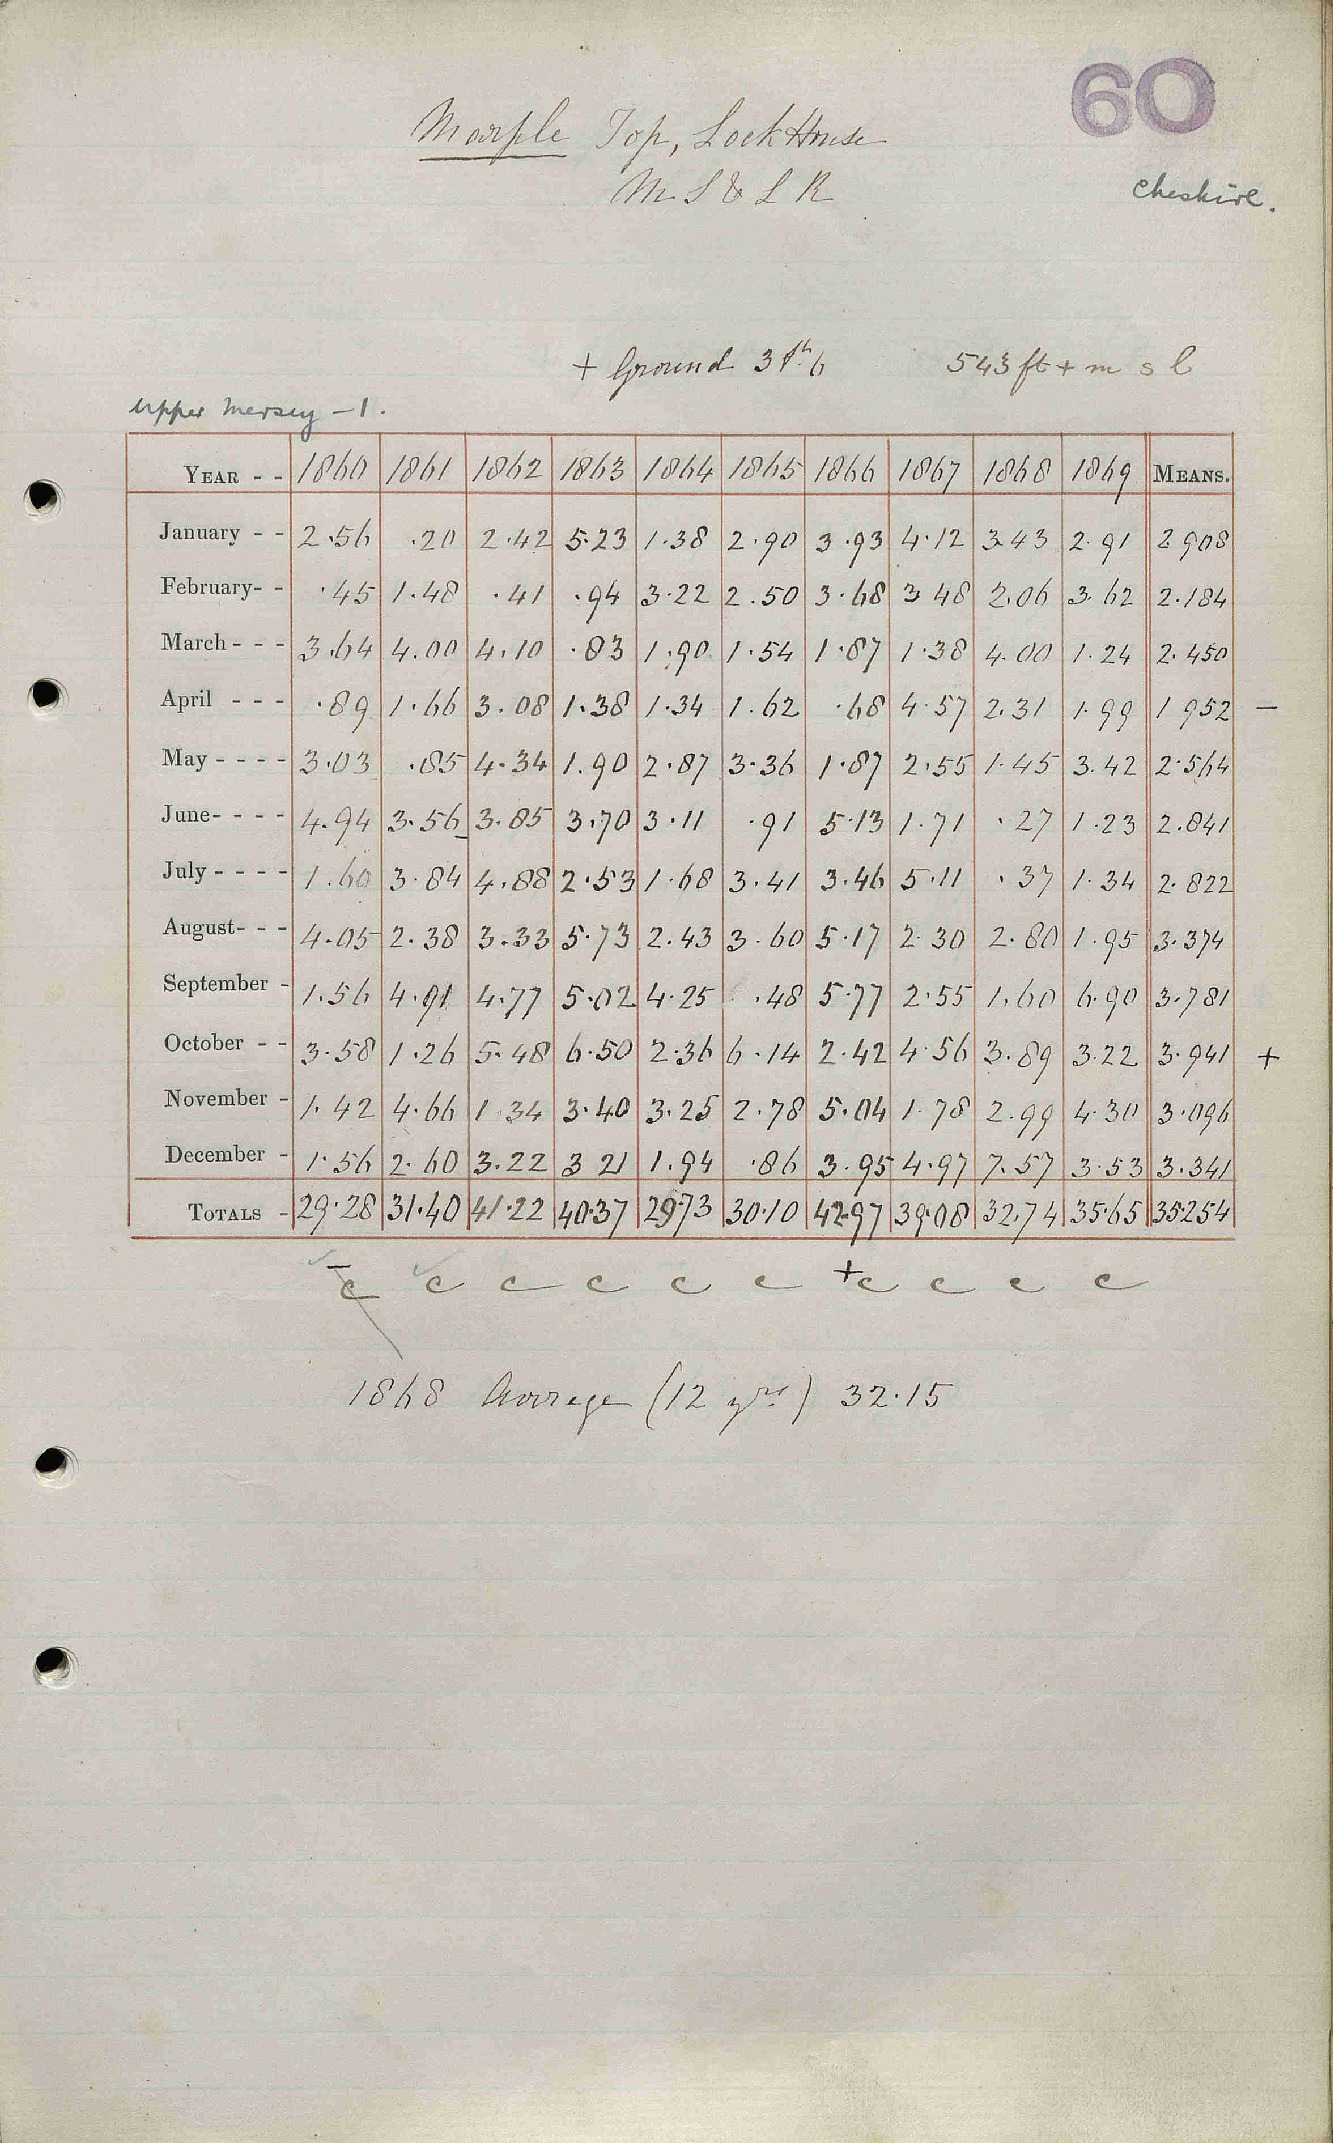 60
Marple Top, Lock House
M S & L R
Cheshire.
+ Ground 3 ft 6 543 ft + m s l
Upper Mersey - 1.
YEAR - - 1860 1861 1862 1863 1864 1865 1866 1867 1868 1869 MEANS.
January - - 2.56 .20 2.42 5.23 1.38 2.90 3.93 4.12 3.43 2.91 2.908
February- - .45 1.48 .41 .94 3.22 2.50 3.68 3.48 2.06 3.62 2.184
March - - - 3.64 4.00 4.10 .83 1.90 1.54 1.87 1.38 4.00 1.24 2.450
April - - - .89 1.66 3.08 1.38 1.34 1.62 .68 4.57 2.31 1.99 1 952 -
May - - - - 3.03 .85 4.34 1.90 2.87 3.36 1.87 2.55 1.45 3.42 2.564
June- - - - 4.94 3.56 3.85 3.70 3.11 .91 5.13 1.71 .27 1.23 2.841
July - - - - 1.60 3.84 4.88 2.53 1.68 3.41 3.46 5.11 .37 1.34 2.822
August- - - 4.05 2.38 3.33 5.73 2.43 3.60 5.17 2.30 2.80 1.95 3.374
September - 1.56 4.91 4.77 5.02 4.25 .48 5.77 2.55 1.60 6.90 3.781
October - - 3.58 1.26 5.48 6.50 2.36 6.14 2.42 4.56 3.89 3.22 3.941 +
November - 1.42 4.66 1.34 3.40 3.25 2.78 5.04 1.78 2.99 4.30 3.096
December - 1.56 2.60 3.22 3 21 1.94 .86 3.95 4.97 7.57 3.53 3.341
TOTALS - 29.28 31.40 41.22 40.37 29.73 30.10 42.97 39.08 32.74 35.65 35.254
- c c c c c c + c c c c
1868 Average (12 yrs) 32.15